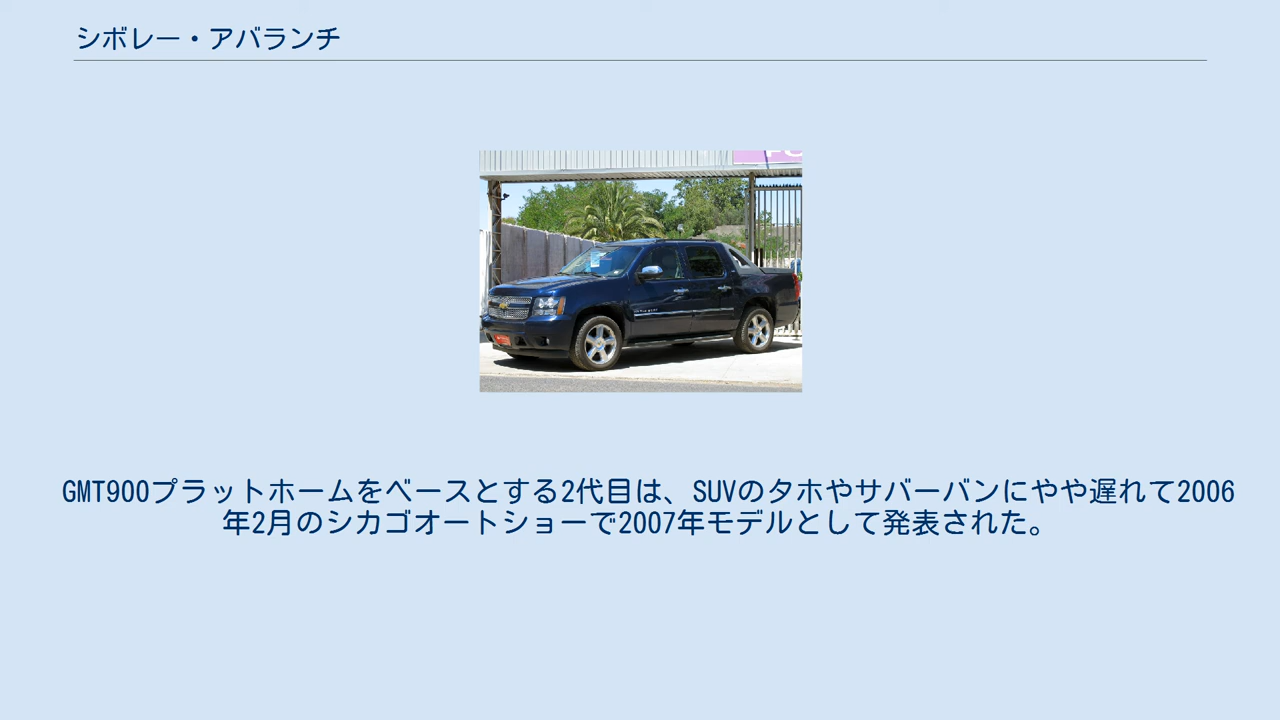 シボレー・アバランチ
GMT900プラットホームをベースとする2代目は、SUVのタホやサバーバンにやや遅れて2006
年2月のシカゴオートショーで2007年モデルとして発表された。